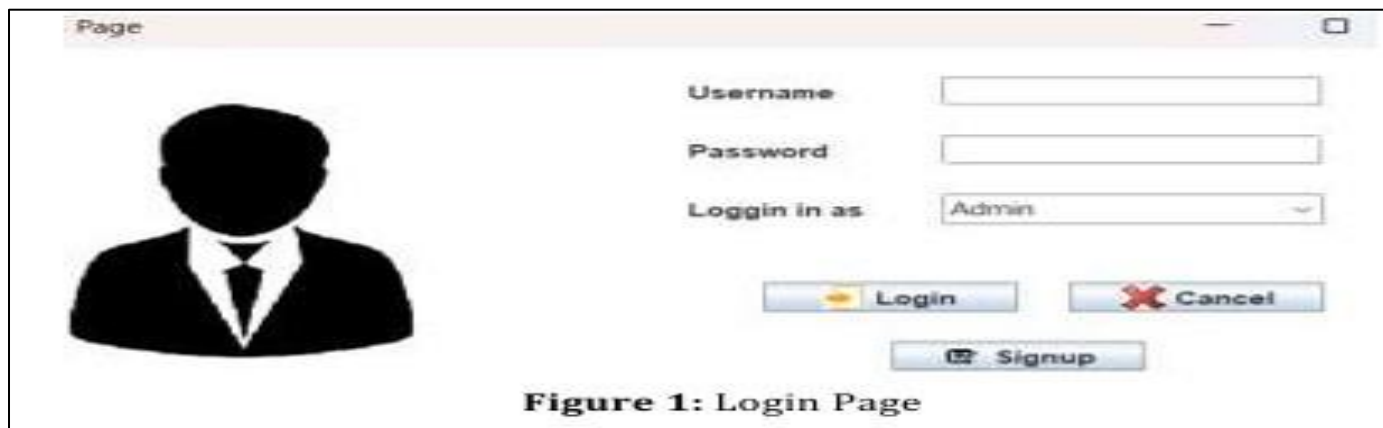 Page
Username
Password
Loggin in as Admin
Login Cancel
Signup
Figure 1: Login Page